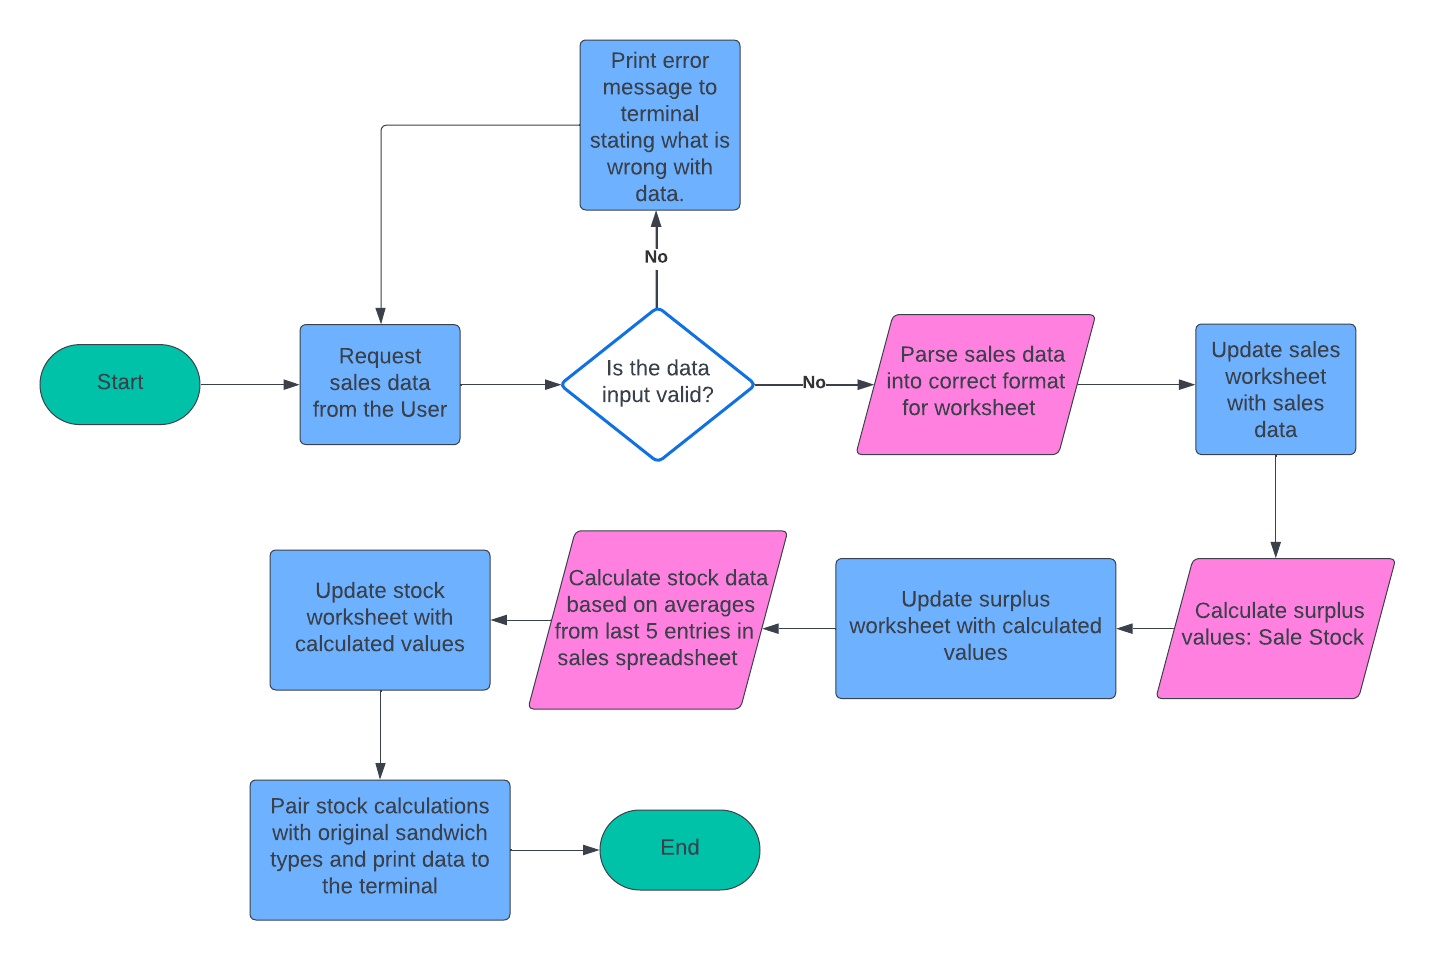 Print error
message to
terminal
stating what is
wrong with
data.
No
Start
Request
sales data
from the User
Is the data
input valid?
No
Parse sales data
into correct format
for worksheet
Update sales
worksheet
with sales
data
Calculate surplus
values: Sale Stock
Update surplus
worksheet with calculated
values
Calculate stock data
based on averages
from last 5 entries in
sales spreadsheet
Update stock
worksheet with
calculated values
Pair stock calculations
with original sandwich
types and print data to
the terminal
End